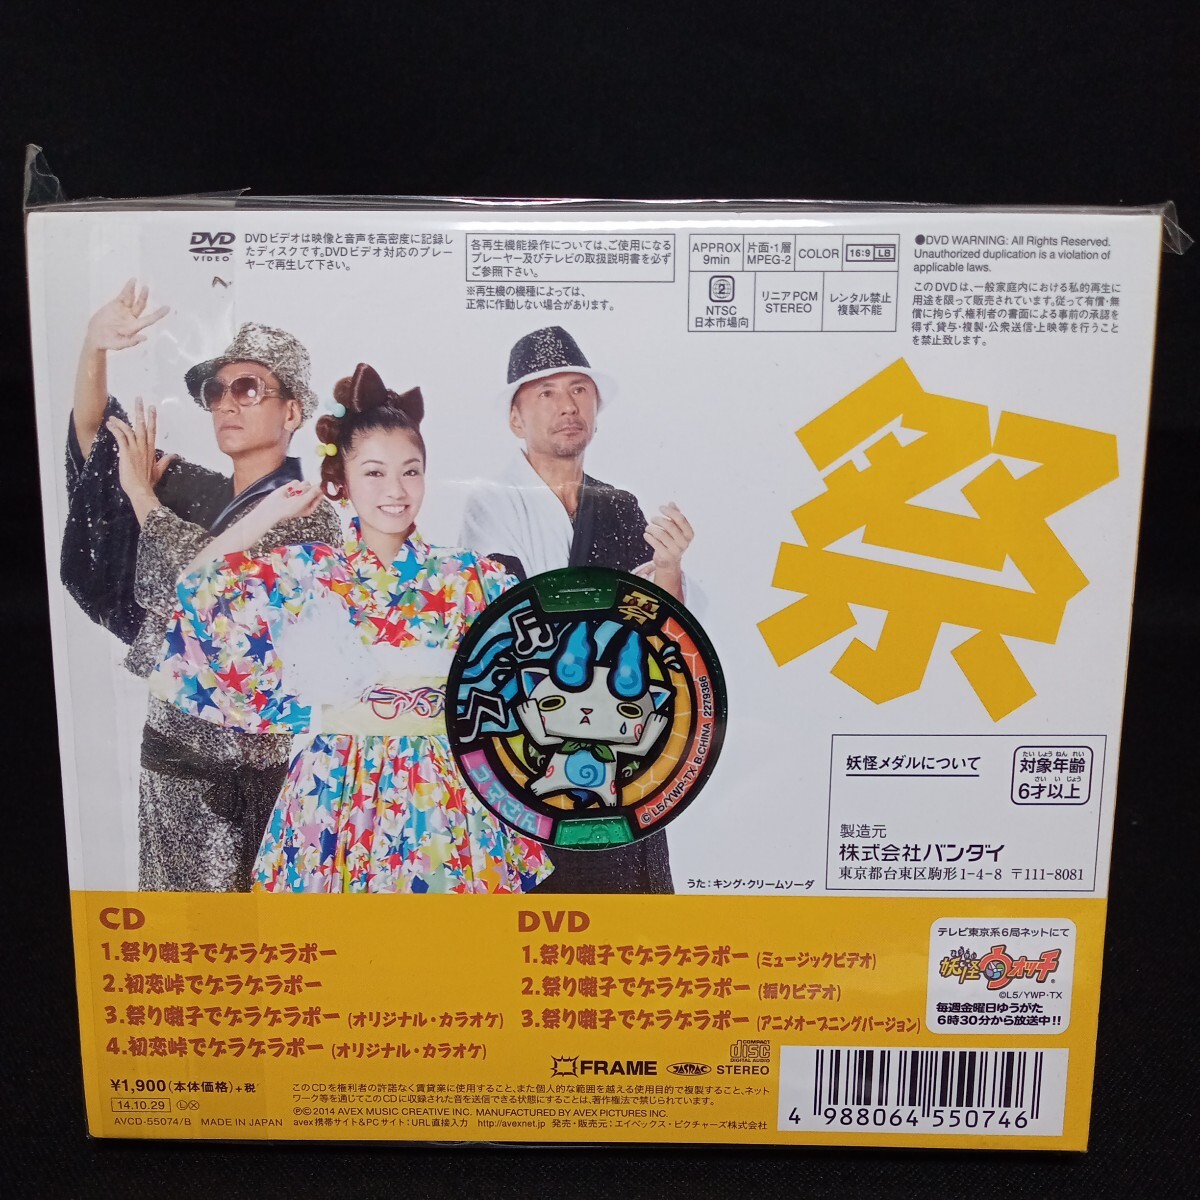 DVD
VIDEO
DVDビデオは映像と音声を高密度に記録し
たディスクです。DVDビデオ対応のプレー
ヤーで再生して下さい。
各再生機能操作については、ご使用になる
プレーヤー及びテレビの取扱説明書を必ず
ご参照下さい。
※再生機の機種によっては、
正常に作動しない場合があります。
APPROX
9min
片面・1層
MPEG-2
COLOR
16:9 LB
2
NTSC
日本市場向
リニアPCM
STEREO
レンタル禁止
複製不能
●DVD WARNING: All Rights Reserved.
Unauthorized duplication is a violation of
applicable laws.
このDVDは、一般家庭内における私的再生に
用途を限って販売されています。従って有償・無
償に拘らず、権利者の書面による事前の承認を
得ず、貸与・複製・公衆送信・上映等を行うこと
を禁止致します。
祭
コマさん
©L5/YWP・TX B.CHINA 2279386
妖怪メダルについて
たいしょうねんれい
対象年齢
さいいじょう
6才以上
製造元
株式会社バンダイ
東京都台東区駒形1-4-8 〒111-8081
うた:キング・クリームソーダ
CD
1.祭り囃子でゲラゲラポー
2.初恋峠でゲラゲラポー
3.祭り囃子でゲラゲラポー (オリジナル・カラオケ)
4.初恋峠でゲラゲラポー (オリジナル・カラオケ)
DVD
1.祭り囃子でゲラゲラポー (ミュージックビデオ)
2.祭り囃子でゲラゲラポー (振りビデオ)
3.祭り囃子でゲラゲラポー (アニメオープニングバージョン)
テレビ東京系6局ネットにて
妖怪ウォッチ
©L5/YWP・TX
毎週金曜日ゆうがた
6時30分から放送中!!
¥1,900(本体価格)+税
14.10.29 Ⓛ Ⓧ
AVCD-55074/B MADE IN JAPAN
FRAME
JASRAC
COMPACT
disc
DIGITAL AUDIO
STEREO
このCDを権利者の許諾なく賃貸業に使用すること、また個人的な範囲を越える使用目的で複製すること、ネット
ワーク等を通じてこのCDに収録された音を送信できる状態にすることは、著作権法で禁じられています。
℗©2014 AVEX MUSIC CREATIVE INC. MANUFACTURED BY AVEX PICTURES INC.
avex携帯サイト&PCサイト:URL直接入力 http://avexnet.jp 発売・販売元:エイベックス・ピクチャーズ株式会社
4 988064 550746